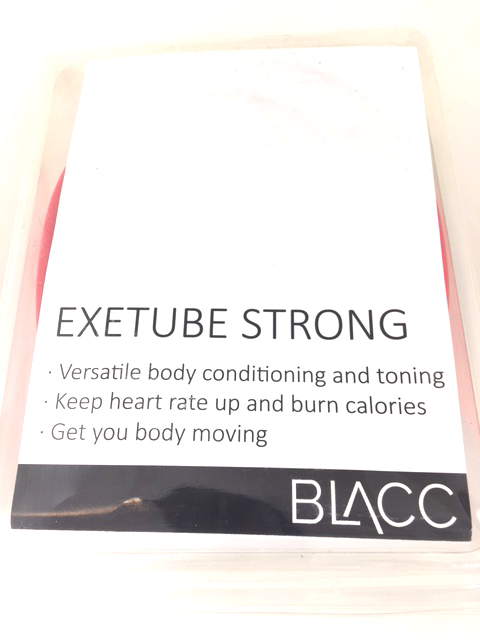 EXETUBE STRONG
· Versatile body conditioning and toning
· Keep heart rate up and burn calories
· Get you body moving
BLACC